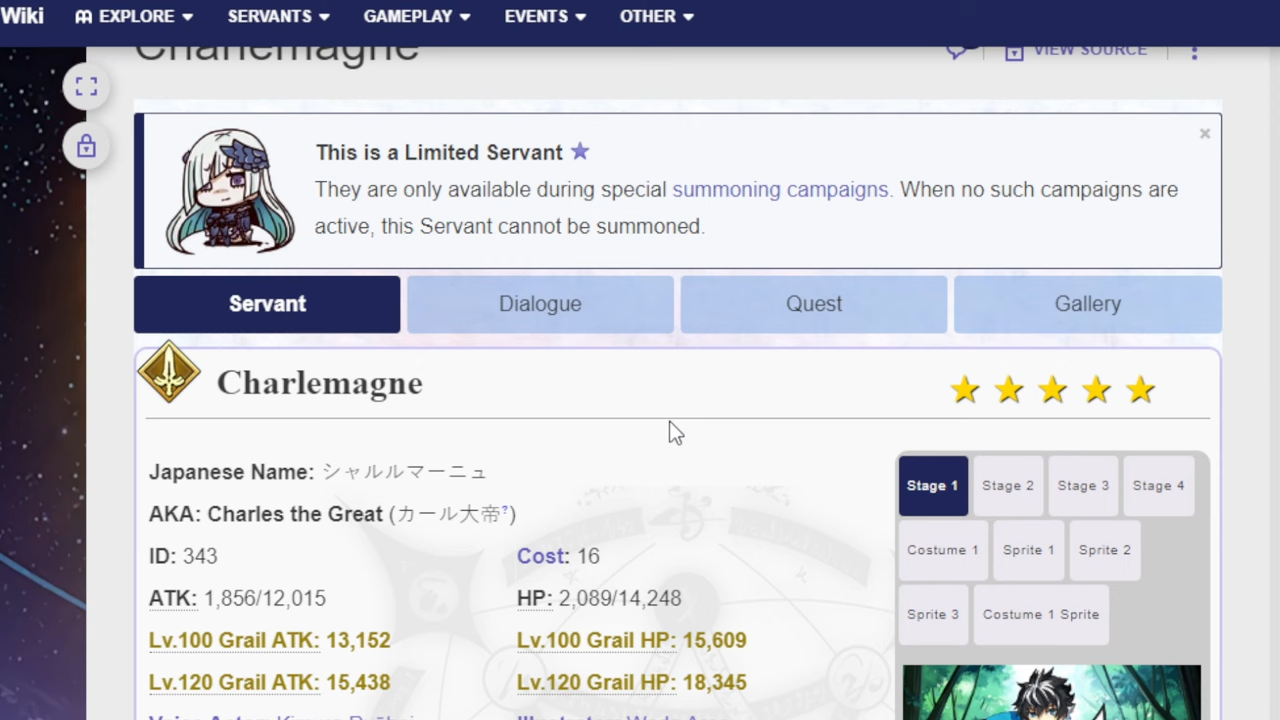 Wiki EXPLORE SERVANTS GAMEPLAY EVENTS OTHER
Charlemagne VIEW SOURCE
This is a Limited Servant
They are only available during special summoning campaigns. When no such campaigns are
active, this Servant cannot be summoned.
Servant Dialogue Quest Gallery
Charlemagne
Japanese Name: シャルルマーニュ
AKA: Charles the Great (カール大帝?)
ID: 343 Cost: 16
ATK: 1,856/12,015 HP: 2,089/14,248
Lv.100 Grail ATK: 13,152 Lv.100 Grail HP: 15,609
Lv.120 Grail ATK: 15,438 Lv.120 Grail HP: 18,345
Stage 1 Stage 2 Stage 3 Stage 4
Costume 1 Sprite 1 Sprite 2
Sprite 3 Costume 1 Sprite